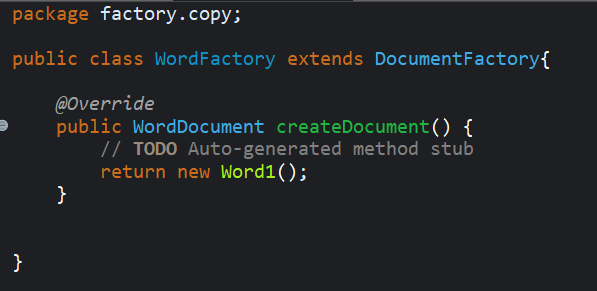 package factory.copy;
public class WordFactory extends DocumentFactory{
@Override
public WordDocument createDocument() {
// TODO Auto-generated method stub
return new Word1();
}
}